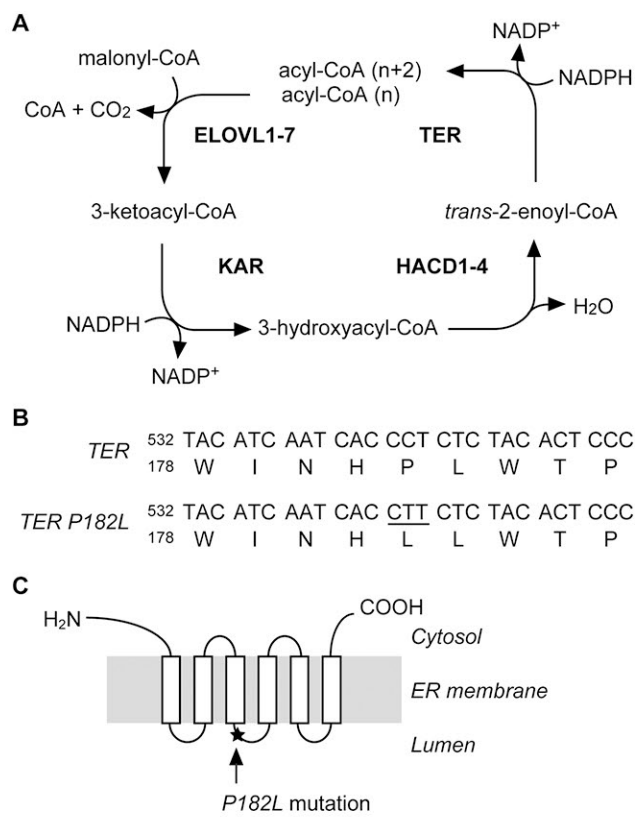 A
malonyl-CoA
CoA + CO2
acyl-CoA (n+2)
acyl-CoA (n)
NADP+
NADPH
ELOVL1-7
TER
3-ketoacyl-CoA
trans-2-enoyl-CoA
KAR
HACD1-4
NADPH
NADP+
3-hydroxyacyl-CoA
H2O
B
TER
532 TAC ATC AAT CAC CCT CTC TAC ACT CCC
178 W I N H P L W T P
TER P182L
532 TAC ATC AAT CAC CTT CTC TAC ACT CCC
178 W I N H L L W T P
C
H2N
COOH
Cytosol
ER membrane
Lumen
P182L mutation